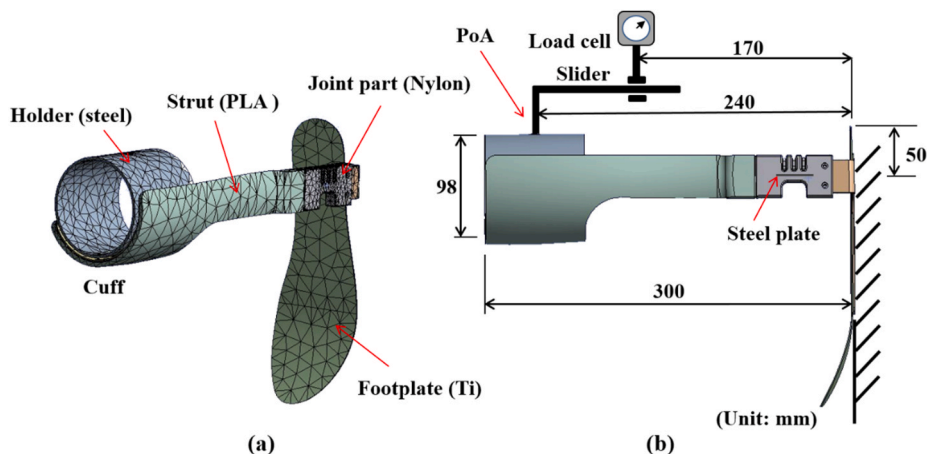 Holder (steel)
Strut (PLA )
Joint part (Nylon)
Cuff
Footplate (Ti)
(a)
PoA
Load cell
Slider
170
240
50
98
Steel plate
300
(Unit: mm)
(b)